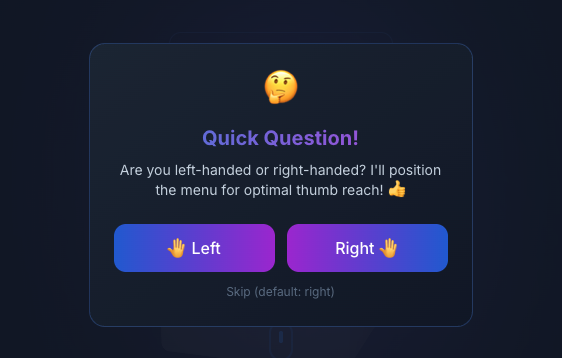 🤔
Quick Question!
Are you left-handed or right-handed? I'll position
the menu for optimal thumb reach! 👍
🤚 Left
Right 🤚
Skip (default: right)